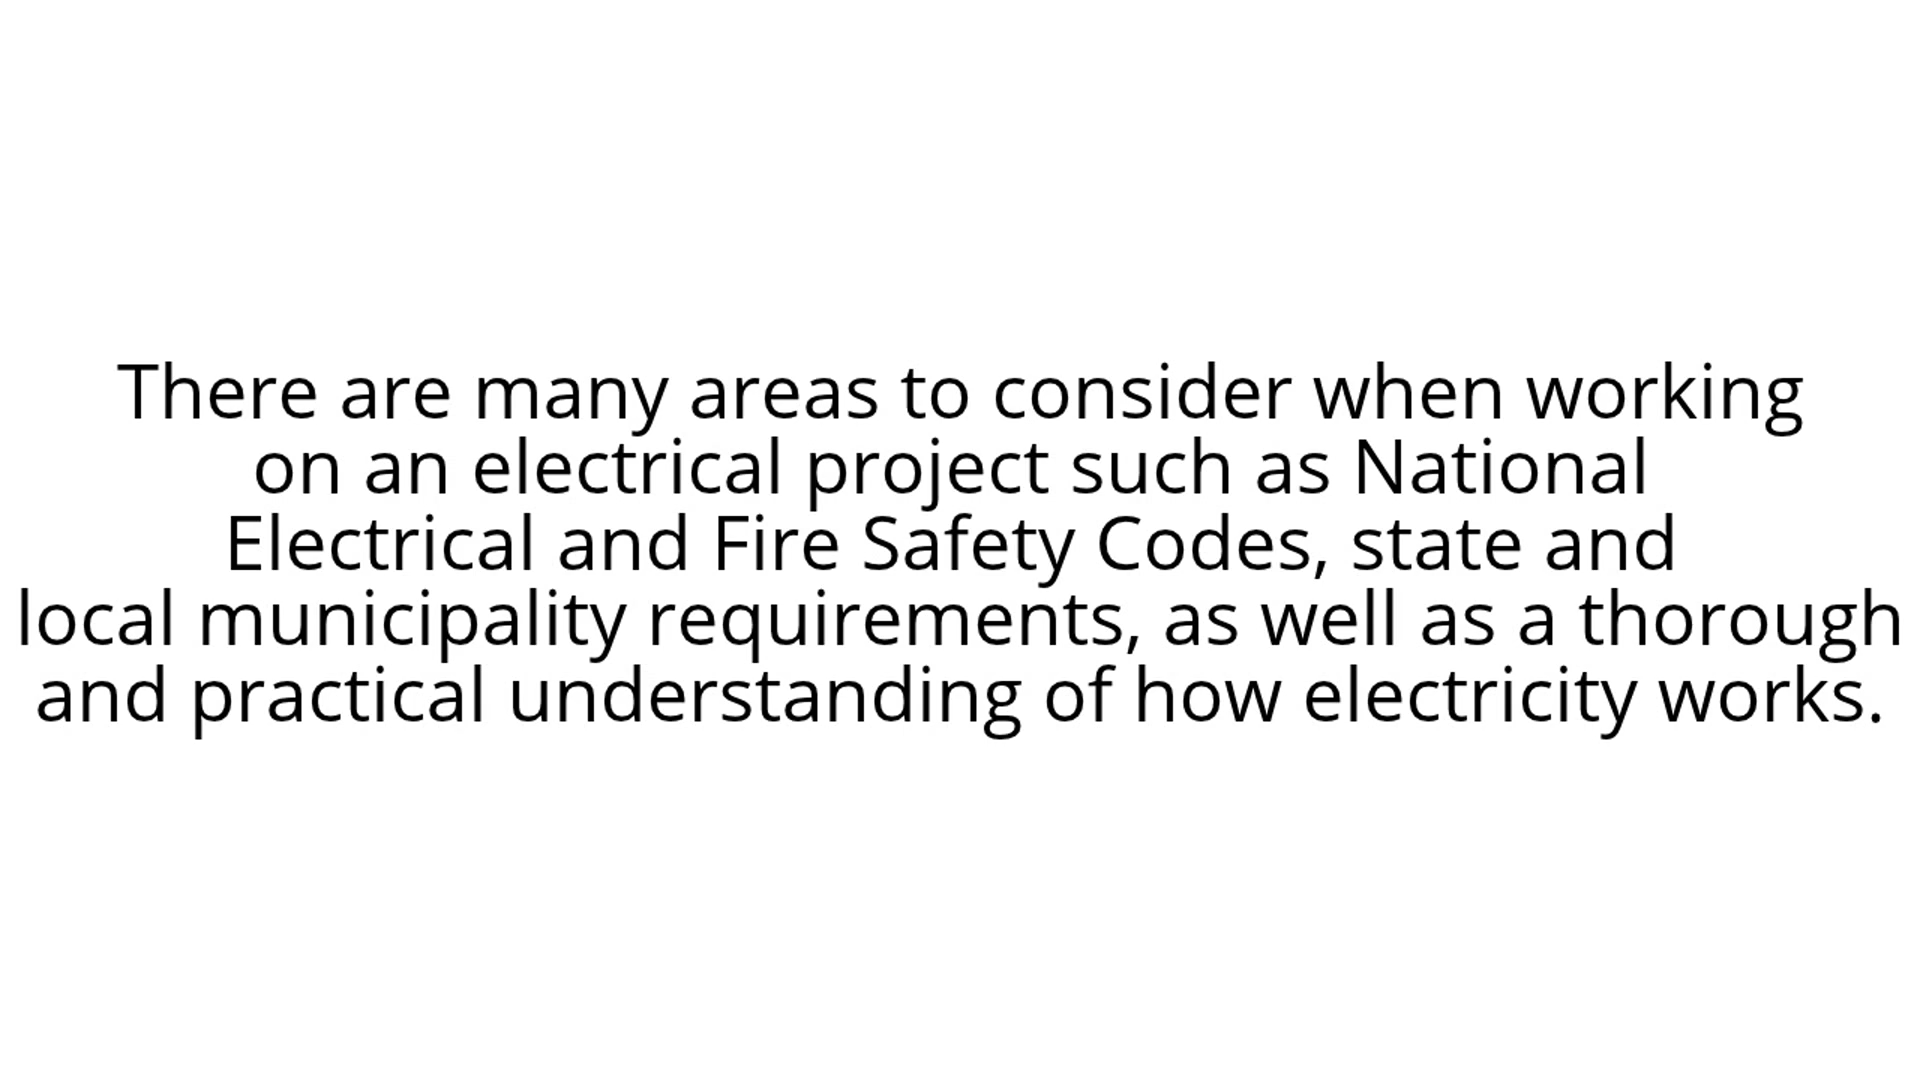 There are many areas to consider when working
on an electrical project such as National
Electrical and Fire Safety Codes, state and
local municipality requirements, as well as a thorough
and practical understanding of how electricity works.